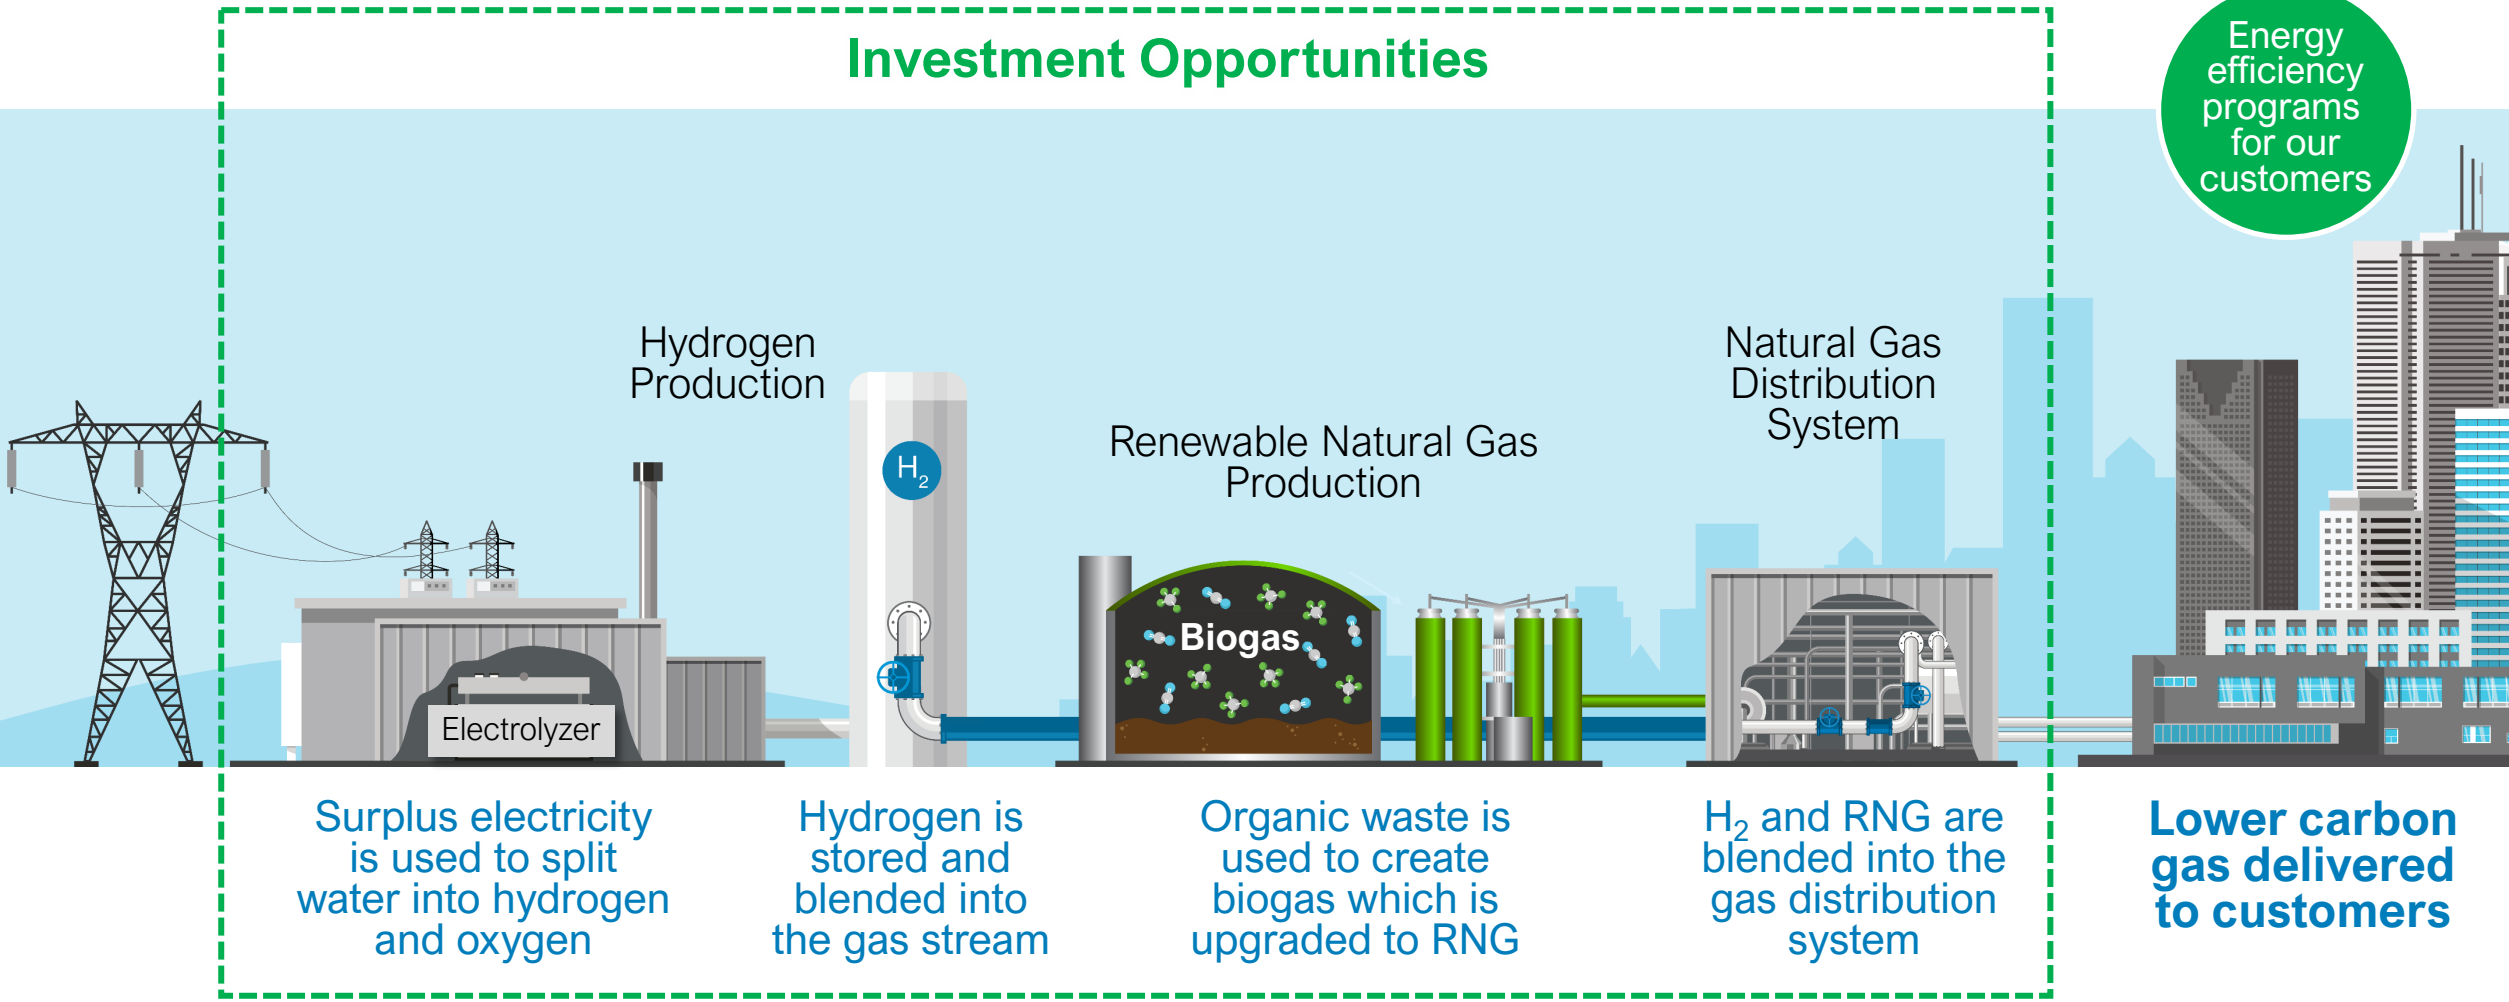 Investment Opportunities
Energy
efficiency
programs
for our
customers
Hydrogen
Production
H₂
Renewable Natural Gas
Production
Natural Gas
Distribution
System
Electrolyzer
Biogas
Surplus electricity
is used to split
water into hydrogen
and oxygen
Hydrogen is
stored and
blended into
the gas stream
Organic waste is
used to create
biogas which is
upgraded to RNG
H₂ and RNG are
blended into the
gas distribution
system
Lower carbon
gas delivered
to customers